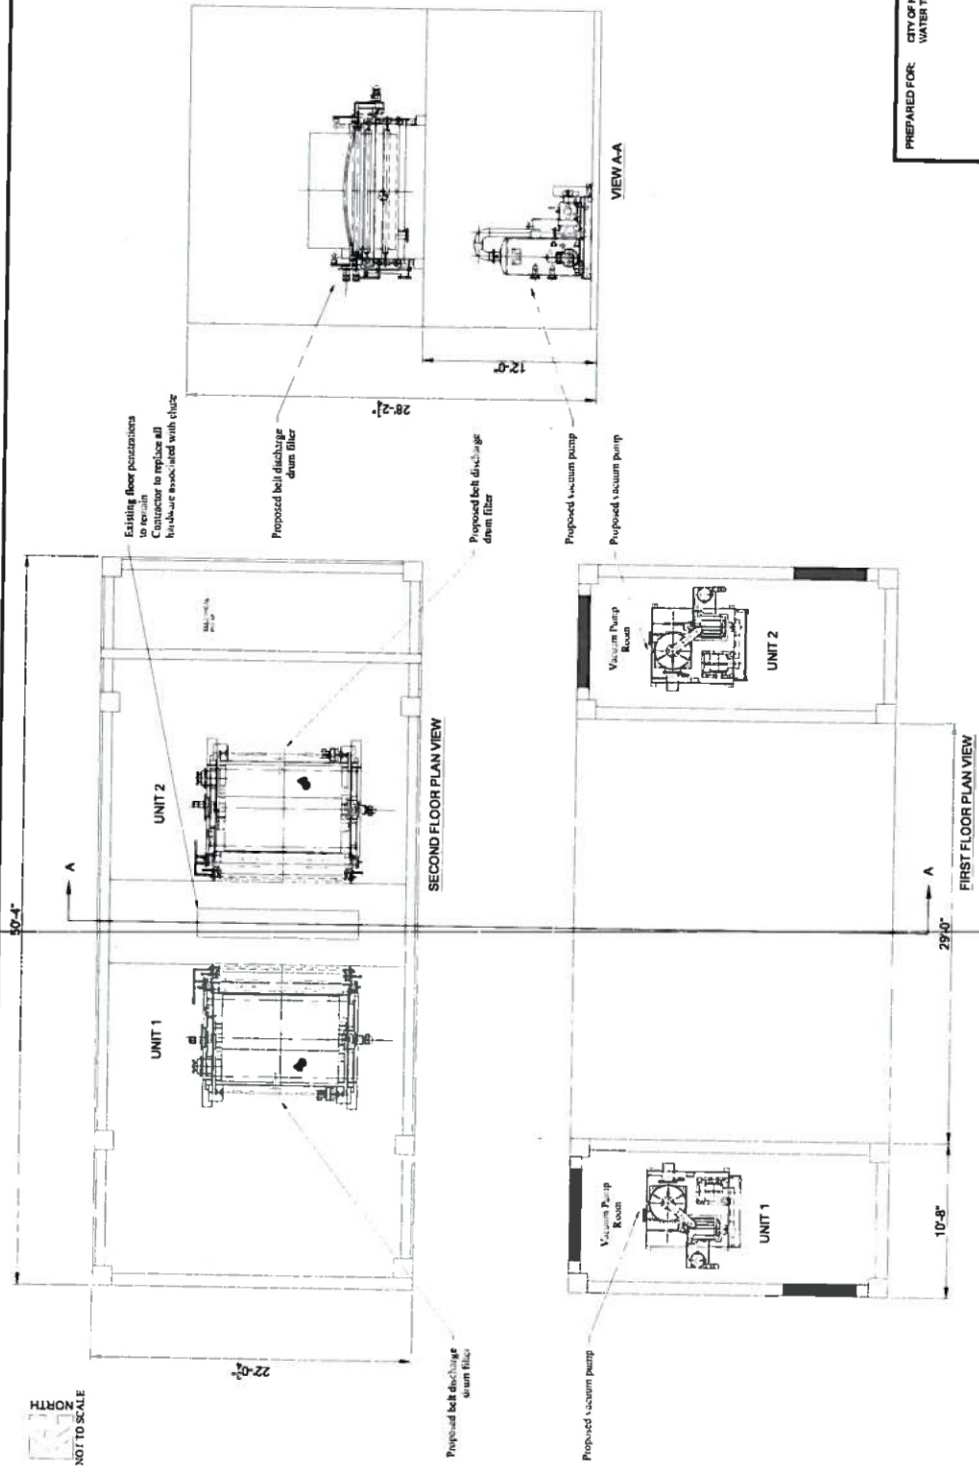 NORTH
NOT TO SCALE
50'-4"
22'-0¾"
A
Existing floor penetrations
to remain
Contractor to replace all
hardware associated with chute
UNIT 1
UNIT 2
Proposed belt discharge
drum filter
Proposed belt discharge
drum filter
SECOND FLOOR PLAN VIEW
Proposed belt discharge
drum filter
28'-2¼"
12'-0"
Proposed vacuum pump
VIEW A-A
Proposed vacuum pump
Proposed vacuum pump
Vacuum Pump
Room
UNIT 1
Vacuum Pump
Room
UNIT 2
A
10'-8"
29'-0"
FIRST FLOOR PLAN VIEW
PREPARED FOR: CITY OF
WATER